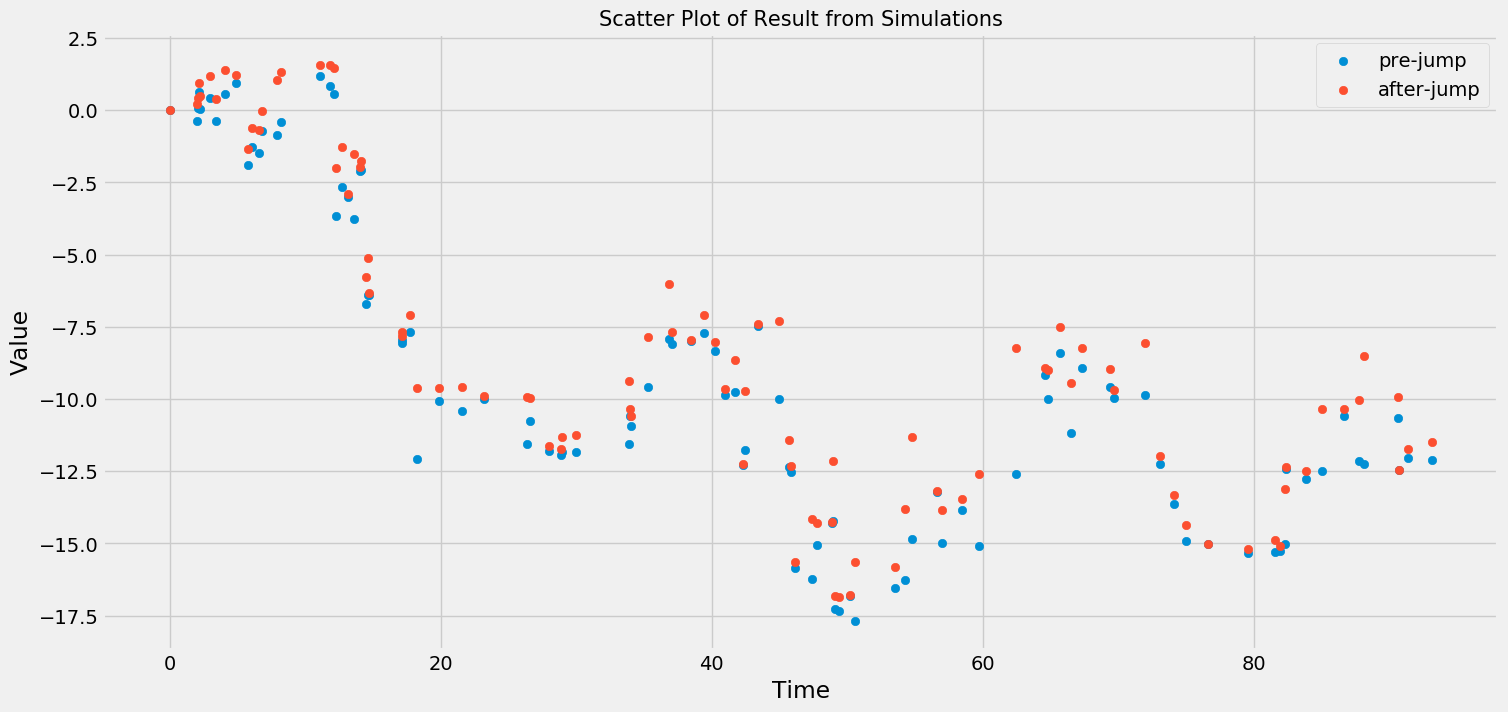 Scatter Plot of Result from Simulations
pre-jump
after-jump
2.5
0.0
−2.5
−5.0
−7.5
−10.0
−12.5
−15.0
−17.5
Value
0 20 40 60 80
Time